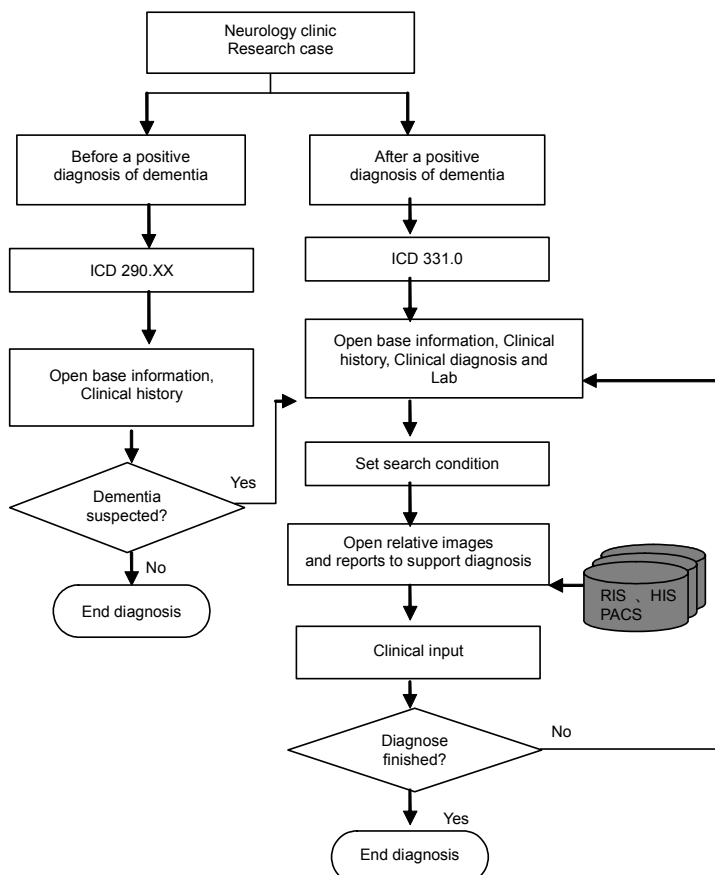 Neurology clinic
Research case
Before a positive
diagnosis of dementia
After a positive
diagnosis of dementia
ICD 290.XX
ICD 331.0
Open base information,
Clinical history
Open base information, Clinical
history, Clinical diagnosis and
Lab
Yes
Set search condition
Dementia
suspected?
No
Open relative images
and reports to support diagnosis
RIS 、HIS
PACS
End diagnosis
Clinical input
Diagnose
finished?
No
Yes
End diagnosis